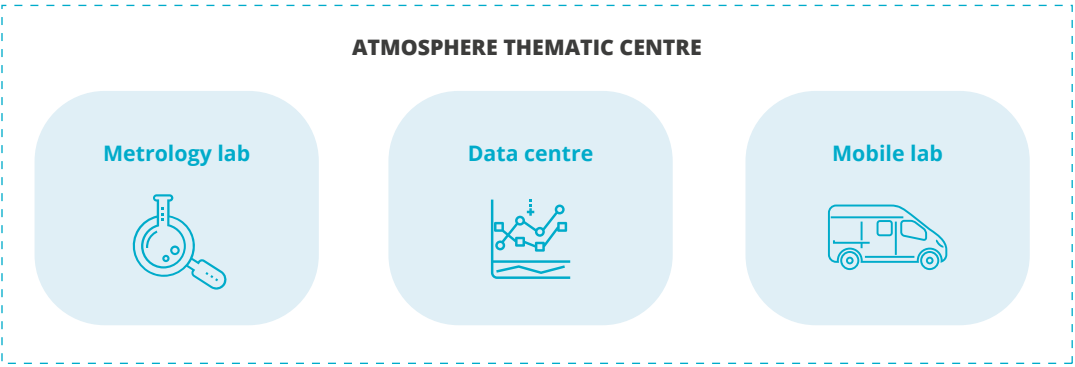 ATMOSPHERE THEMATIC CENTRE
Metrology lab
Data centre
Mobile lab